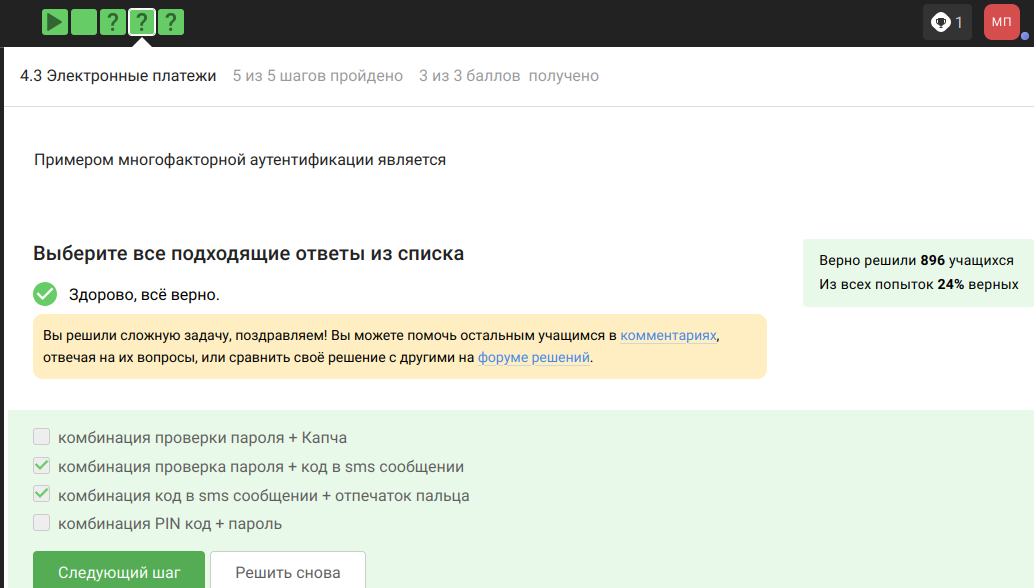 ? ? ?
1
МП
4.3 Электронные платежи 5 из 5 шагов пройдено 3 из 3 баллов получено
Примером многофакторной аутентификации является
Выберите все подходящие ответы из списка
Верно решили 896 учащихся
Из всех попыток 24% верных
Здорово, всё верно.
Вы решили сложную задачу, поздравляем! Вы можете помочь остальным учащимся в комментариях,
отвечая на их вопросы, или сравнить своё решение с другими на форуме решений.
комбинация проверки пароля + Капча
комбинация проверка пароля + код в sms сообщении
комбинация код в sms сообщении + отпечаток пальца
комбинация PIN код + пароль
Следующий шаг Решить снова